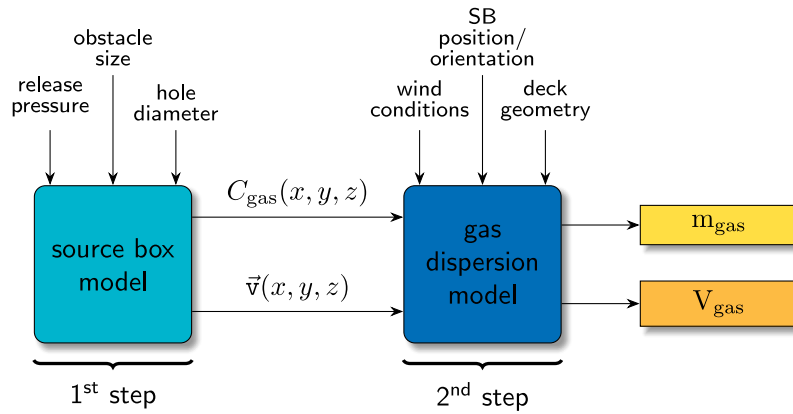 obstacle
size
release
pressure
hole
diameter
SB
position/
orientation
wind
conditions
deck
geometry
source box
model
C_gas(x, y, z)
v⃗(x, y, z)
gas
dispersion
model
m_gas
V_gas
1st step
2nd step